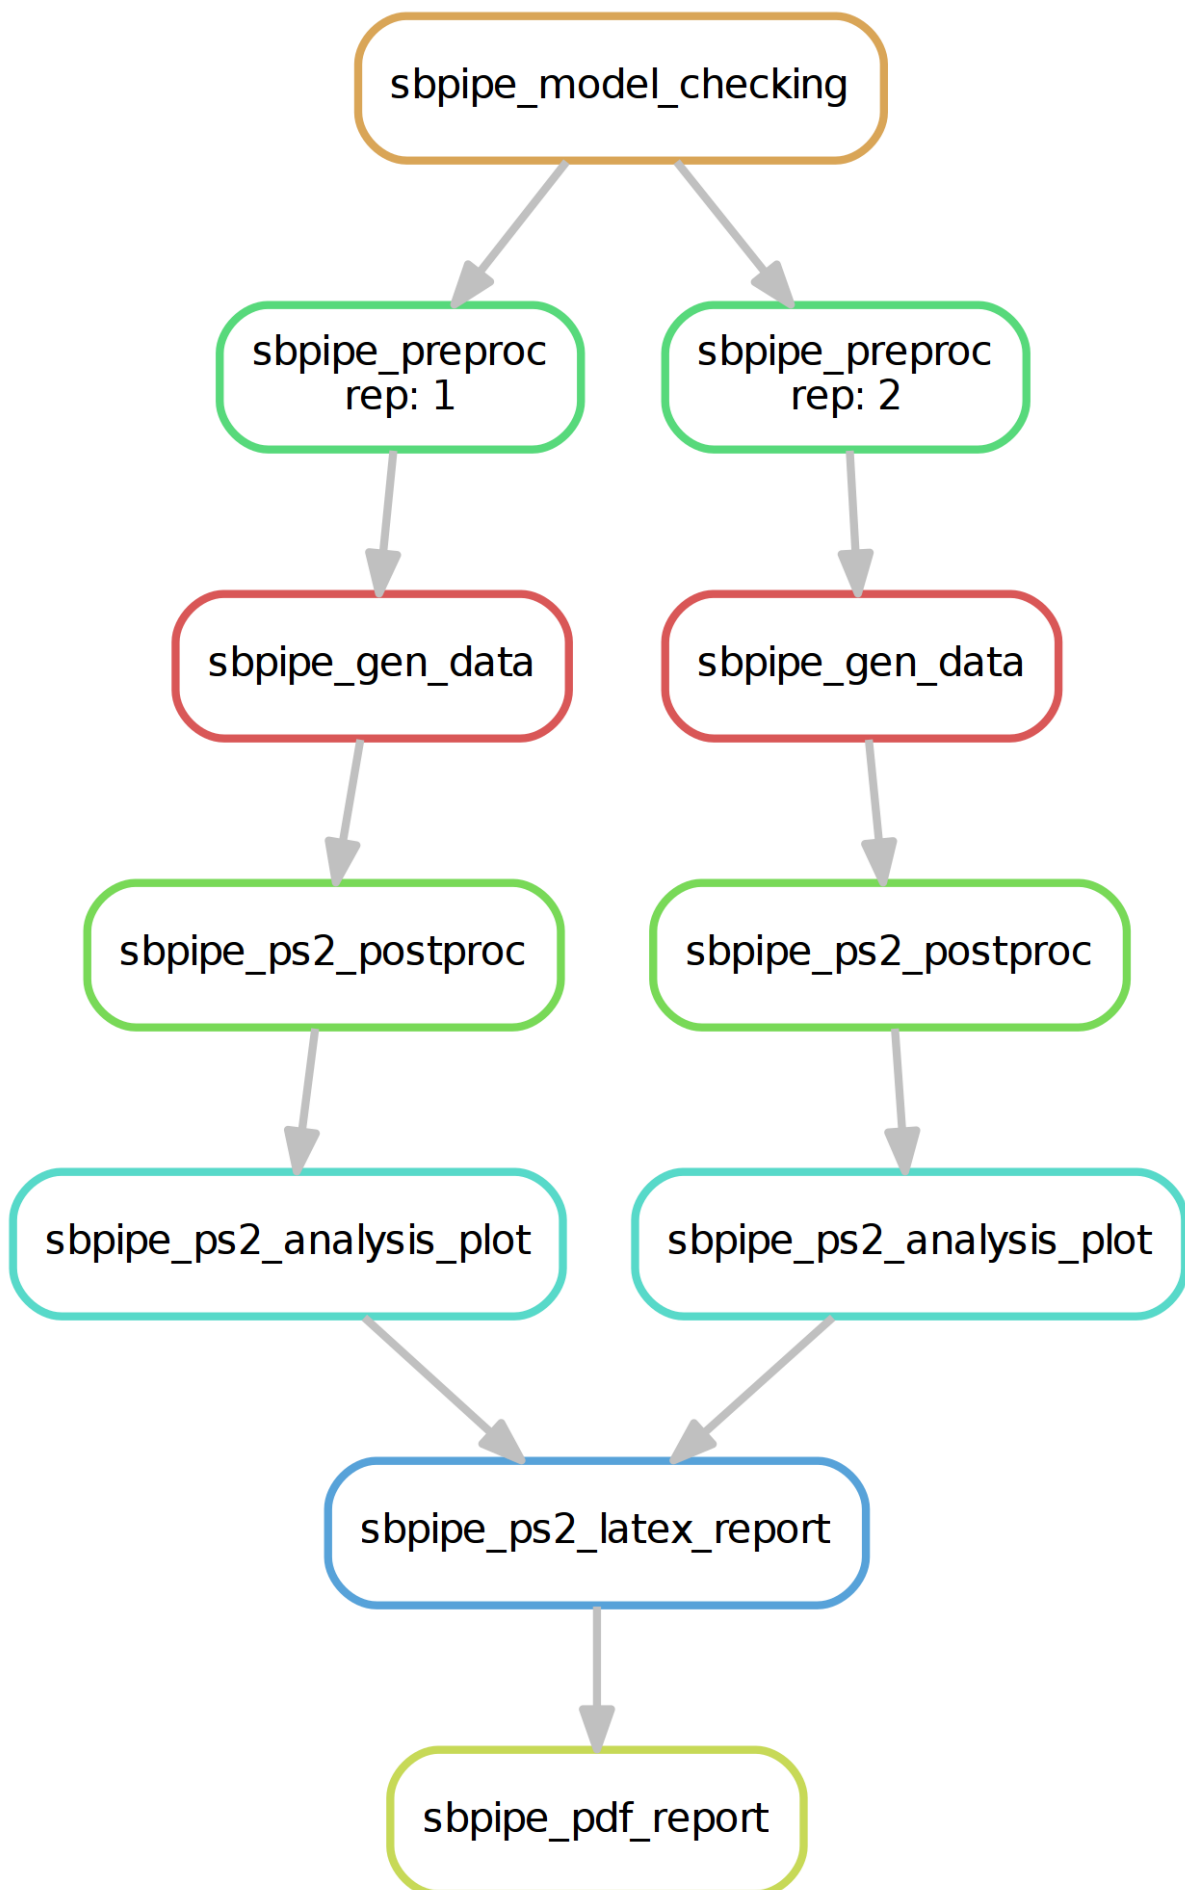 sbpipe_model_checking
sbpipe_preproc
rep: 1
sbpipe_preproc
rep: 2
sbpipe_gen_data
sbpipe_gen_data
sbpipe_ps2_postproc
sbpipe_ps2_postproc
sbpipe_ps2_analysis_plot
sbpipe_ps2_analysis_plot
sbpipe_ps2_latex_report
sbpipe_pdf_report